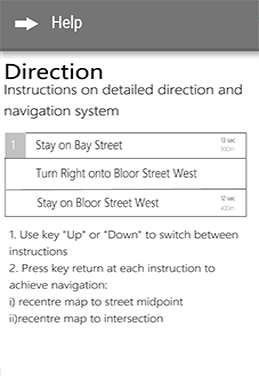 Help
Direction
Instructions on detailed direction and
navigation system
1 Stay on Bay Street 13 sec
900m
Turn Right onto Bloor Street West
Stay on Bloor Street West 12 sec
400m
1. Use key "Up" or "Down" to switch between
instructions
2. Press key return at each instruction to
achieve navigation:
i) recentre map to street midpoint
ii)recentre map to intersection